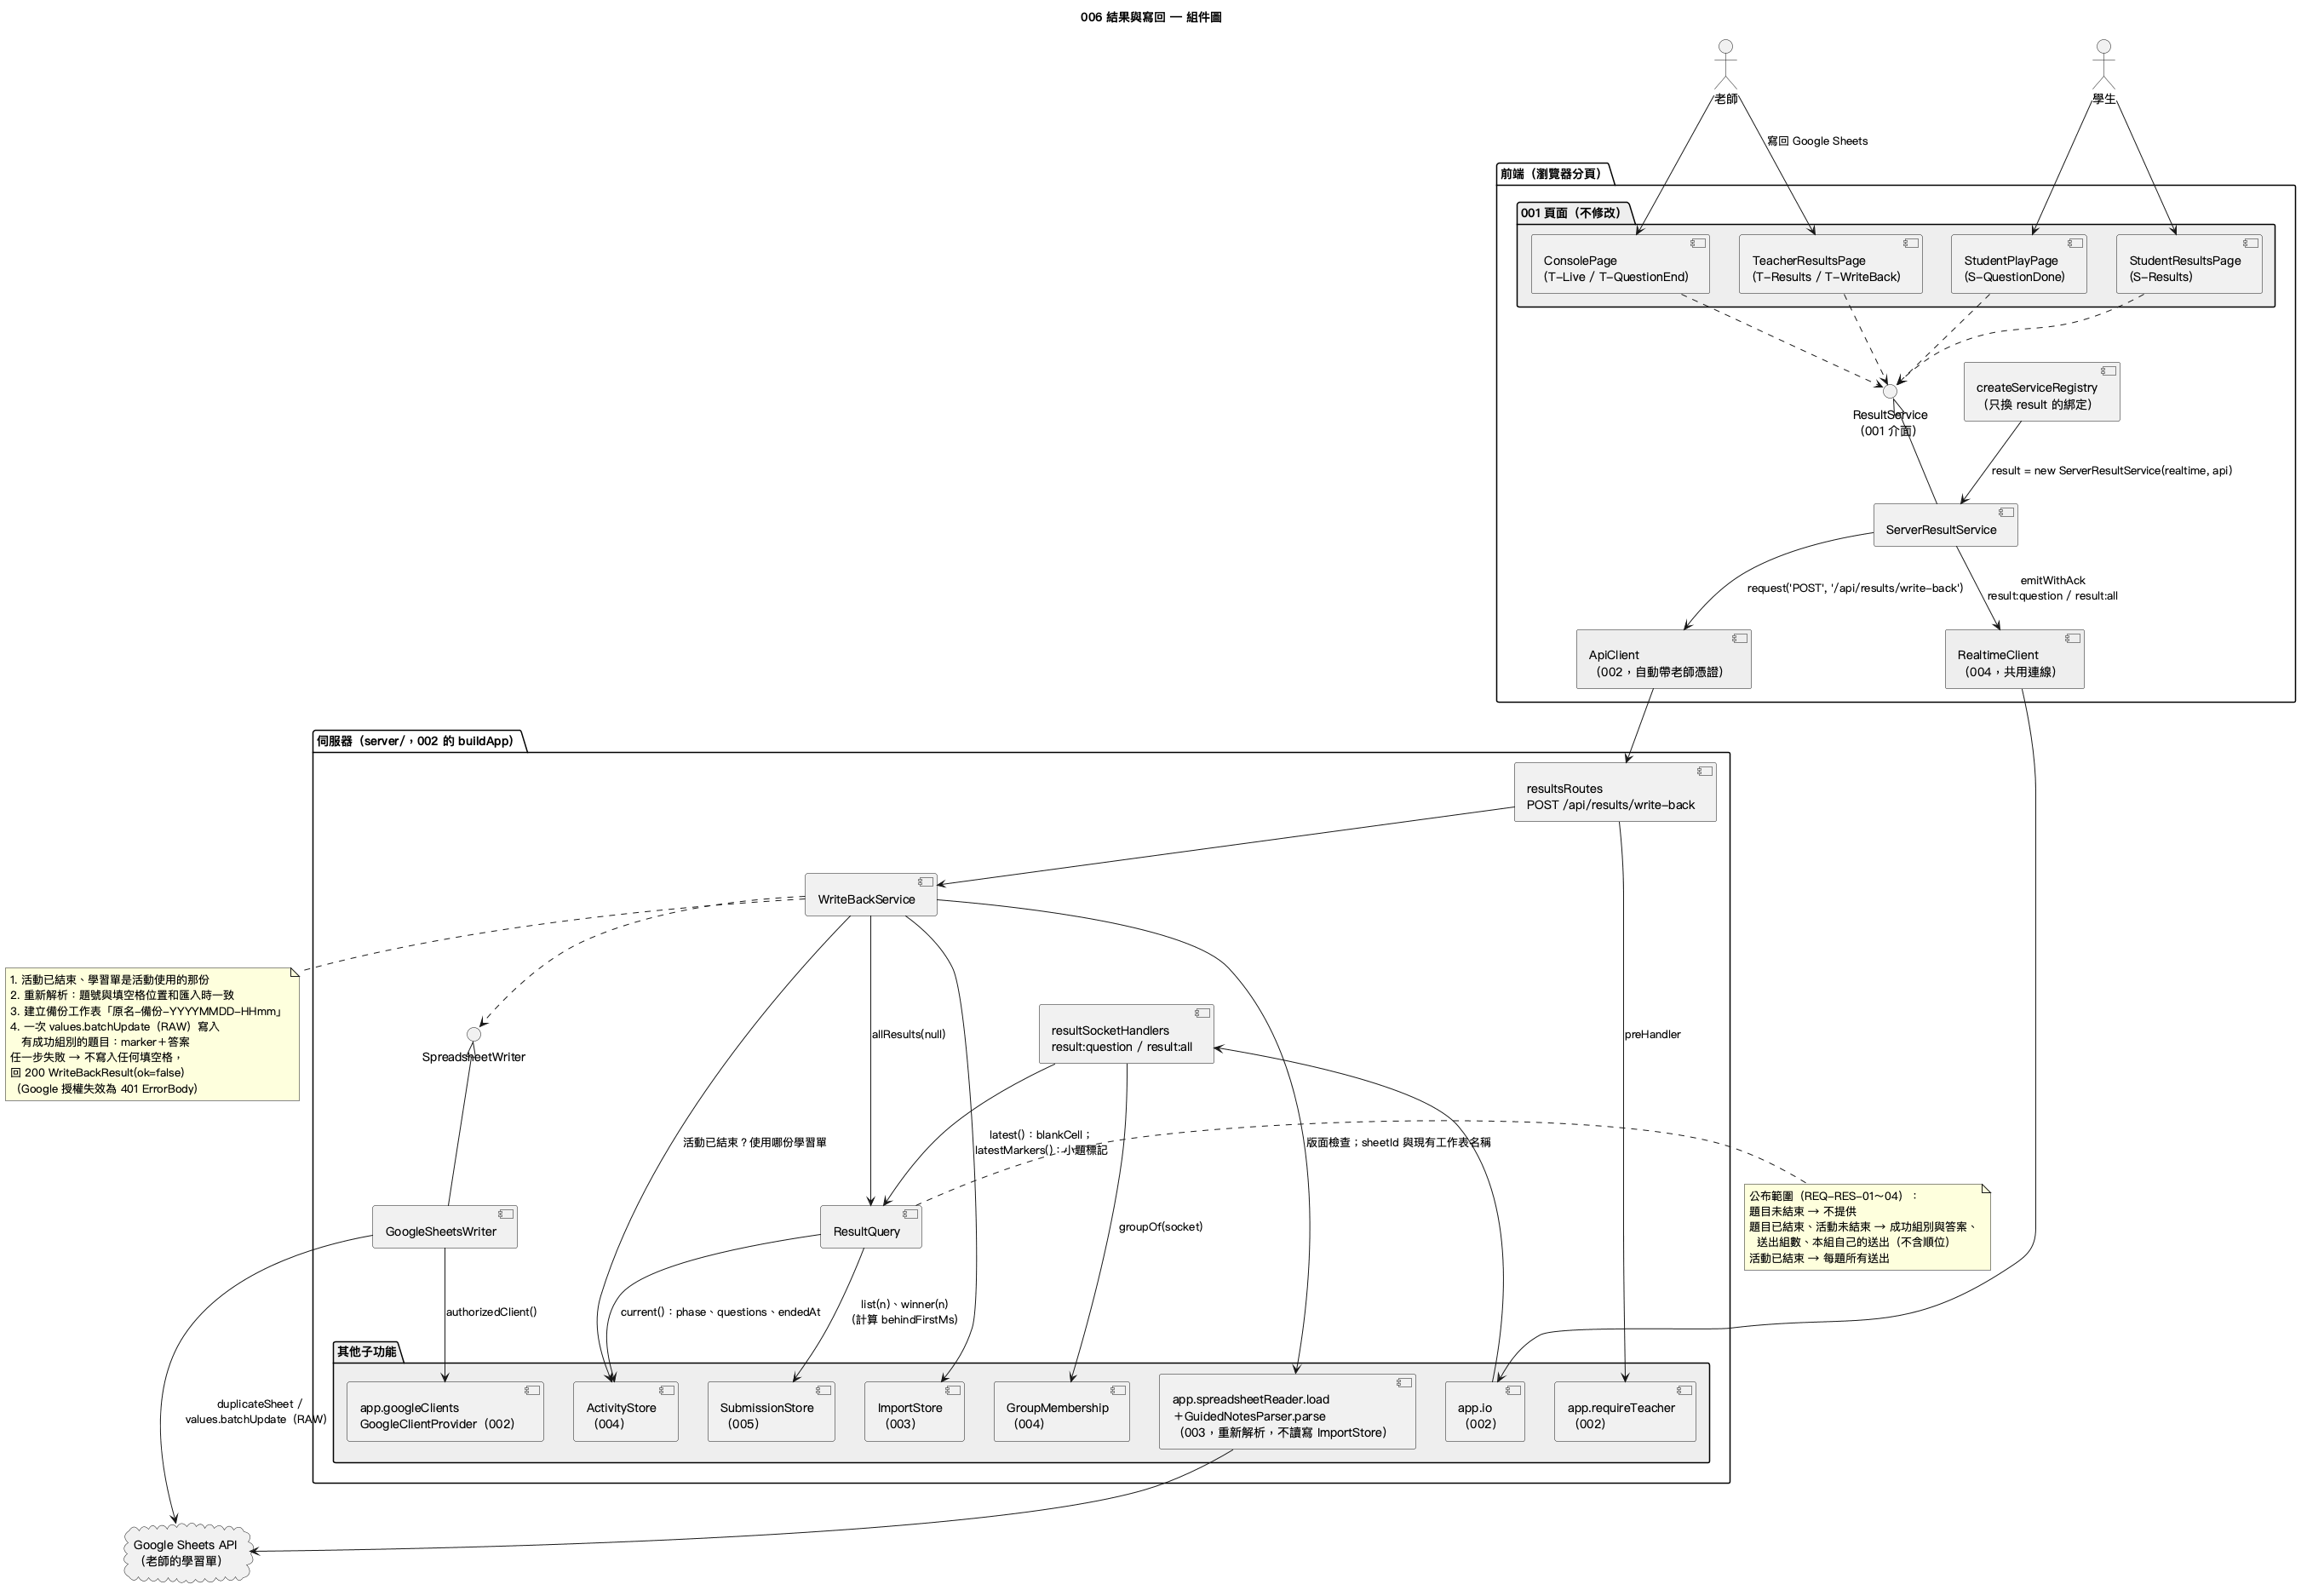 006 結果與寫回 — 組件圖
老師
學生
寫回 Google Sheets
前端（瀏覽器分頁）
001 頁面（不修改）
ConsolePage
(T-Live / T-QuestionEnd)
TeacherResultsPage
(T-Results / T-WriteBack)
StudentPlayPage
(S-QuestionDone)
StudentResultsPage
(S-Results)
createServiceRegistry
（只換 result 的綁定）
ResultService
（001 介面）
result = new ServerResultService(realtime, api)
ServerResultService
request('POST', '/api/results/write-back')
emitWithAck
result:question / result:all
ApiClient
（002，自動帶老師憑證）
RealtimeClient
（004，共用連線）
伺服器（server/，002 的 buildApp）
resultsRoutes
POST /api/results/write-back
WriteBackService
1. 活動已結束、學習單是活動使用的那份
2. 重新解析：題號與填空格位置和匯入時一致
3. 建立備份工作表「原名-備份-YYYYMMDD-HHmm」
4. 一次 values.batchUpdate（RAW）寫入
有成功組別的題目：marker＋答案
任一步失敗 → 不寫入任何填空格，
回 200 WriteBackResult(ok=false)
（Google 授權失效為 401 ErrorBody）
SpreadsheetWriter
allResults(null)
resultSocketHandlers
result:question / result:all
preHandler
活動已結束？使用哪份學習單
latest()：blankCell；
latestMarkers()：小題標記
版面檢查；sheetId 與現有工作表名稱
GoogleSheetsWriter
ResultQuery
groupOf(socket)
公布範圍（REQ-RES-01～04）：
題目未結束 → 不提供
題目已結束、活動未結束 → 成功組別與答案、
送出組數、本組自己的送出（不含順位）
活動已結束 → 每題所有送出
authorizedClient()
current()：phase、questions、endedAt
list(n)、winner(n)
（計算 behindFirstMs）
其他子功能
app.googleClients
GoogleClientProvider（002）
ActivityStore
（004）
SubmissionStore
（005）
ImportStore
（003）
GroupMembership
（004）
app.spreadsheetReader.load
＋GuidedNotesParser.parse
（003，重新解析，不讀寫 ImportStore）
app.io
（002）
app.requireTeacher
（002）
duplicateSheet /
values.batchUpdate（RAW）
Google Sheets API
（老師的學習單）